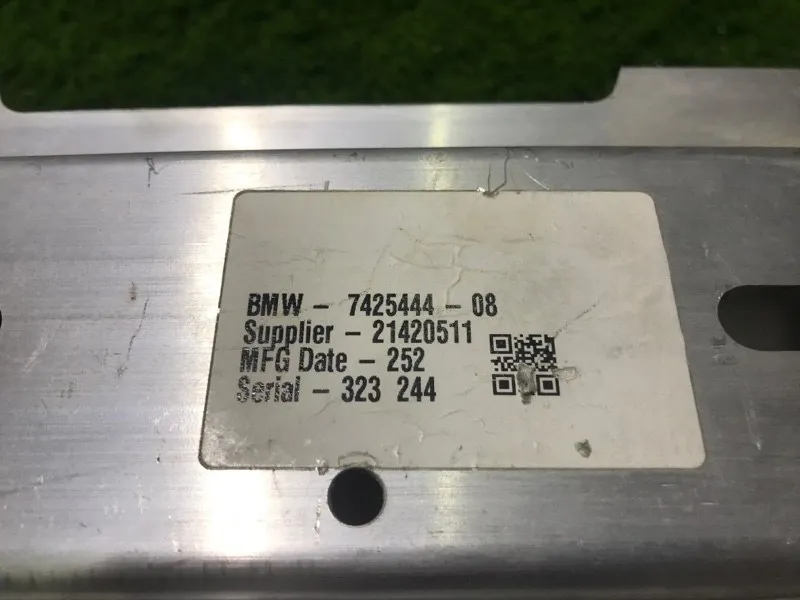 BMW - 7425444 - 08
Supplier - 21420511
MFG Date - 252
Serial - 323 244